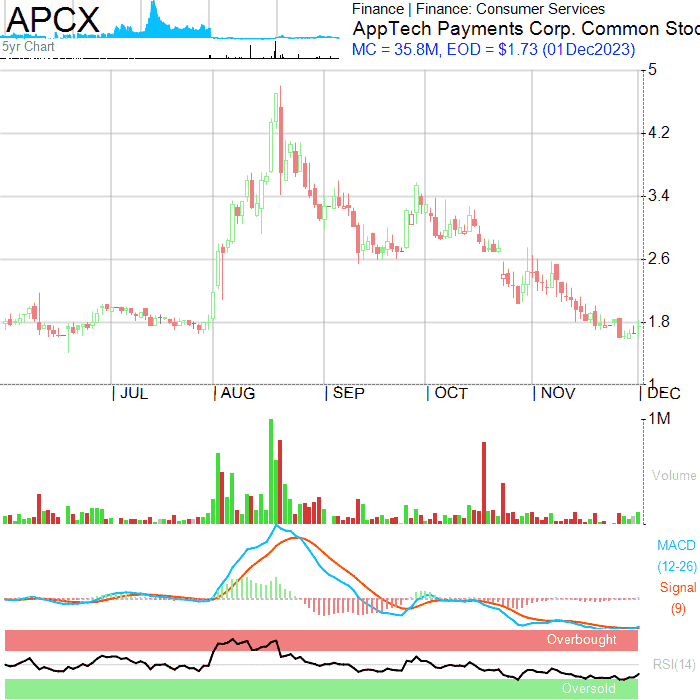 APCX
5yr Chart
Finance | Finance: Consumer Services
AppTech Payments Corp. Common Stoc
MC = 35.8M, EOD = $1.73 (01Dec2023)
5
4.2
3.4
2.6
1.8
1
JUL AUG SEP OCT NOV DEC
1M
Volume
MACD
(12-26)
Signal
(9)
Overbought
RSI(14)
Oversold